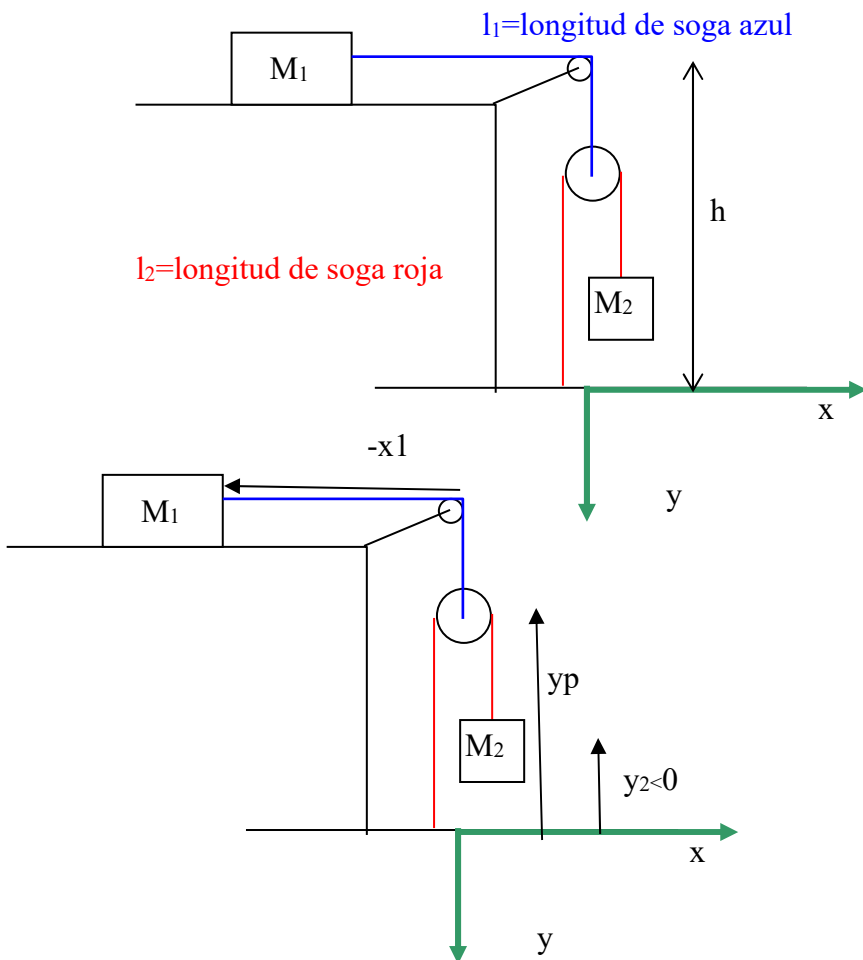 l₁=longitud de soga azul
M₁
h
l₂=longitud de soga roja
M₂
x
-x1
y
M₁
yp
M₂
y₂<0
x
y